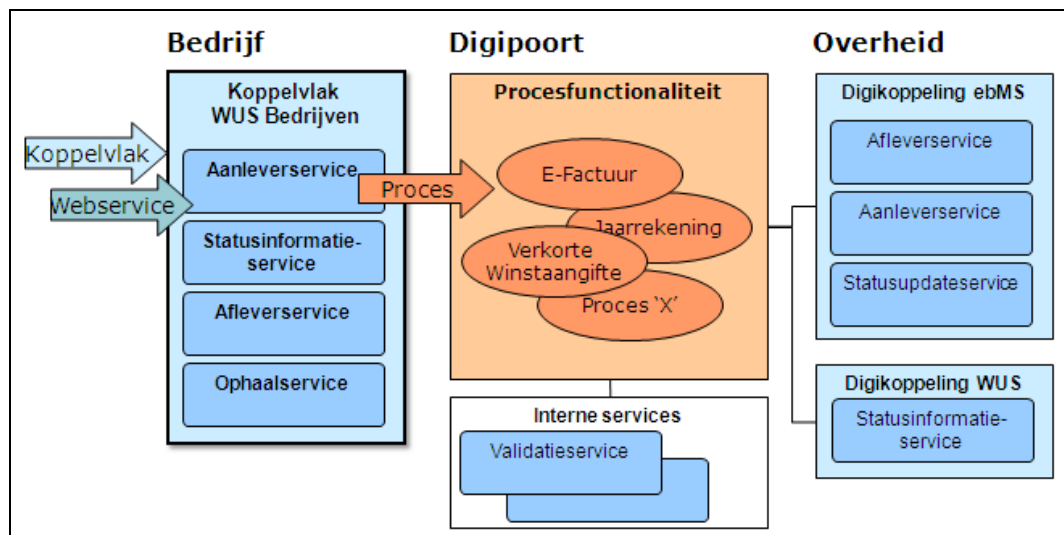 Bedrijf
Digipoort
Overheid
Koppelvlak
WUS Bedrijven
Koppelvlak
Webservice
Aanleverservice
Statusinformatie-
service
Afleverservice
Ophaalservice
Proces
Procesfunctionaliteit
E-Factuur
Jaarrekening
Verkorte
Winstaangifte
Proces ‘X’
Interne services
Validatieservice
Digikoppeling ebMS
Afleverservice
Aanleverservice
Statusupdateservice
Digikoppeling WUS
Statusinformatie-
service